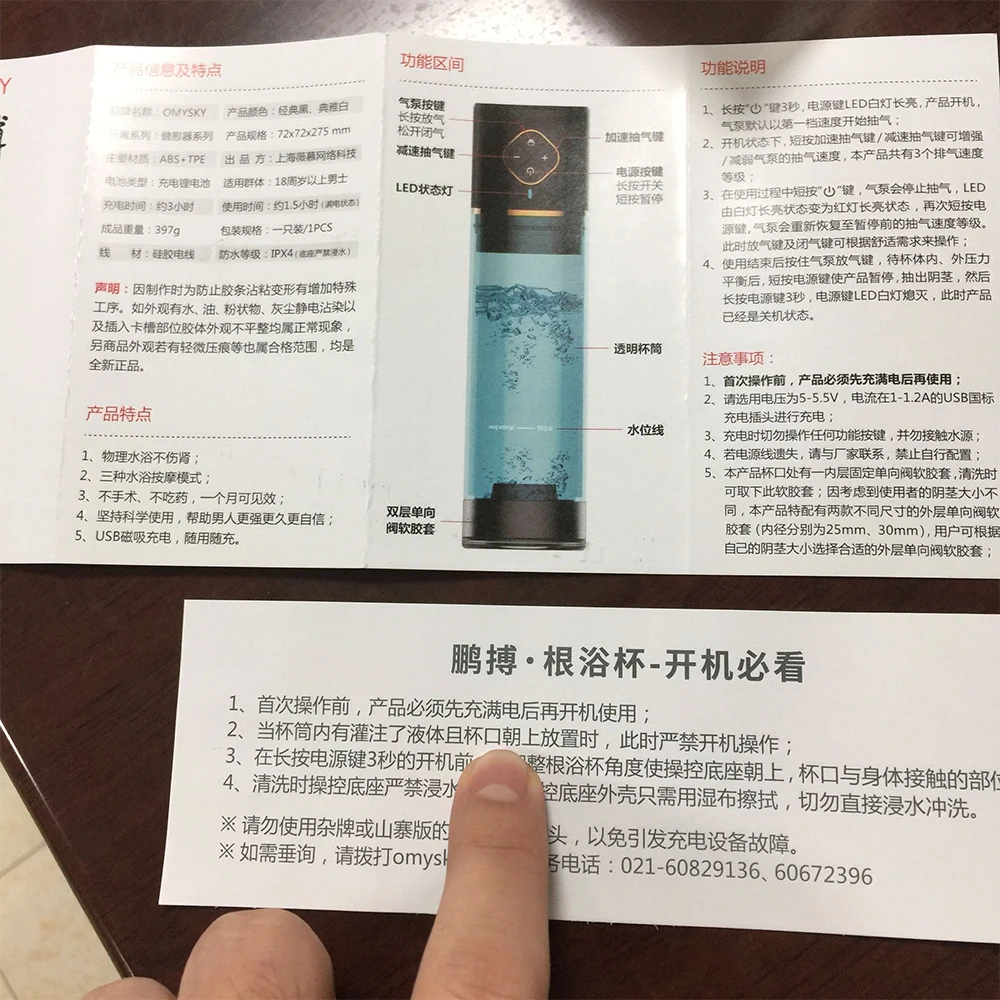 Y
产品信息及特点
品牌名称：OMYSKY 产品颜色：经典黑、典雅白
所属系列：健慰器系列 产品规格：72x72x275 mm
主要材质：ABS+TPE 出 品 方：上海薇慕网络科技
电池类型：充电锂电池 适用群体：18周岁以上男士
充电时间：约3小时 使用时间：约1.5小时(满电状态)
成品重量：397g 包装规格：一只装/1PCS
线 材：硅胶电线 防水等级：IPX4(底座严禁浸水)
声明：因制作时为防止胶条沾粘变形有增加特殊
工序。如外观有水、油、粉状物、灰尘静电沾染以
及插入卡槽部位胶体外观不平整均属正常现象，
另商品外观若有轻微压痕等也属合格范围，均是
全新正品。
产品特点
1、物理水浴不伤肾；
2、三种水浴按摩模式；
3、不手术、不吃药，一个月可见效；
4、坚持科学使用，帮助男人更强更久更自信；
5、USB磁吸充电，随用随充。
功能区间
气泵按键
长按放气
松开闭气
减速抽气键
LED状态灯
加速抽气键
电源按键
长按开关
短按暂停
透明杯筒
水位线
水位线 Water line
双层单向
阀软胶套
功能说明
1、长按“⏻”键3秒，电源键LED白灯长亮，产品开机，
气泵默认以第一档速度开始抽气；
2、开机状态下，短按加速抽气键/减速抽气键可增强
/减弱气泵的抽气速度，本产品共有3个排气速度
等级；
3、在使用过程中短按“⏻”键，气泵会停止抽气，LED
由白灯长亮状态变为红灯长亮状态，再次短按电
源键，气泵会重新恢复至暂停前的抽气速度等级。
此时放气键及闭气键可根据舒适需求来操作；
4、使用结束后按住气泵放气键，待杯体内、外压力
平衡后，短按电源键使产品暂停，抽出阴茎，然后
长按电源键3秒，电源键LED白灯熄灭，此时产品
已经是关机状态。
注意事项：
1、首次操作前，产品必须先充满电后再使用；
2、请选用电压为5-5.5V，电流在1-1.2A的USB国标
充电插头进行充电；
3、充电时切勿操作任何功能按键，并勿接触水源；
4、若电源线遗失，请与厂家联系，禁止自行配置；
5、本产品杯口处有一内层固定单向阀软胶套，清洗时
可取下此软胶套；因考虑到使用者的阴茎大小不
同，本产品特配有两款不同尺寸的外层单向阀软
胶套（内径分别为25mm、30mm），用户可根据
自己的阴茎大小选择合适的外层单向阀软胶套；
鹏搏·根浴杯-开机必看
1、首次操作前，产品必须先充满电后再开机使用；
2、当杯筒内有灌注了液体且杯口朝上放置时，此时严禁开机操作；
3、在长按电源键3秒的开机前 整根浴杯角度使操控底座朝上，杯口与身体接触的部位
4、清洗时操控底座严禁浸水 控底座外壳只需用湿布擦拭，切勿直接浸水冲洗。
※ 请勿使用杂牌或山寨版的 头，以免引发充电设备故障。
※ 如需垂询，请拨打omysk 务电话：021-60829136、60672396